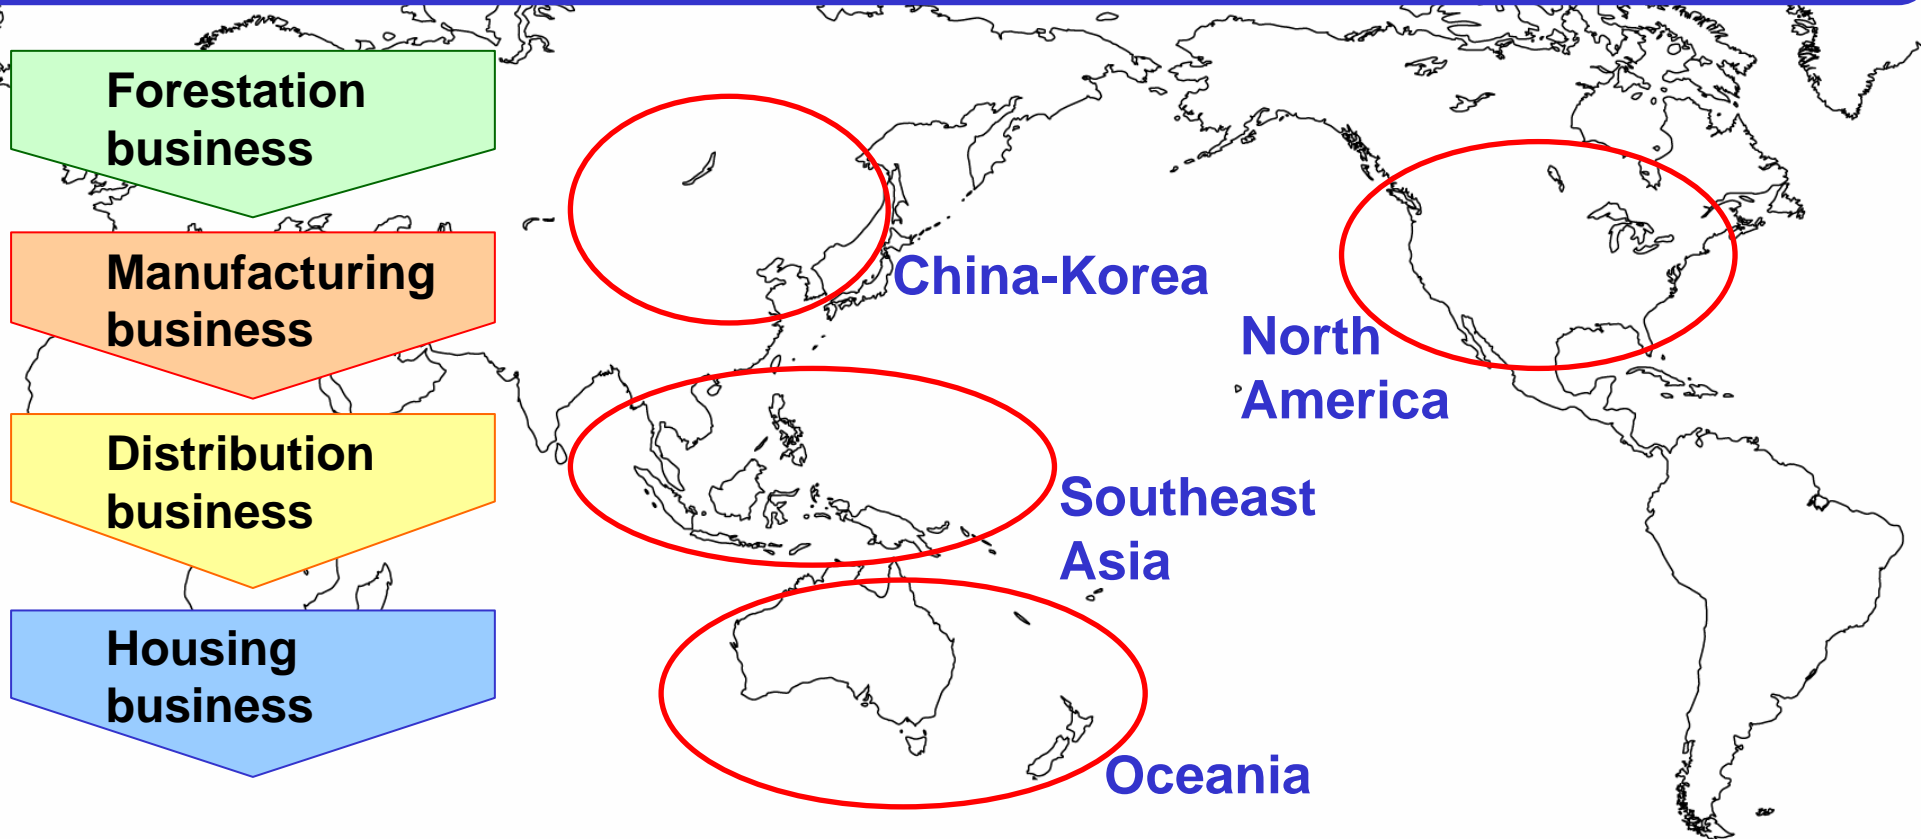 Forestation
business
Manufacturing
business
Distribution
business
Housing
business
China-Korea
North
America
Southeast
Asia
Oceania